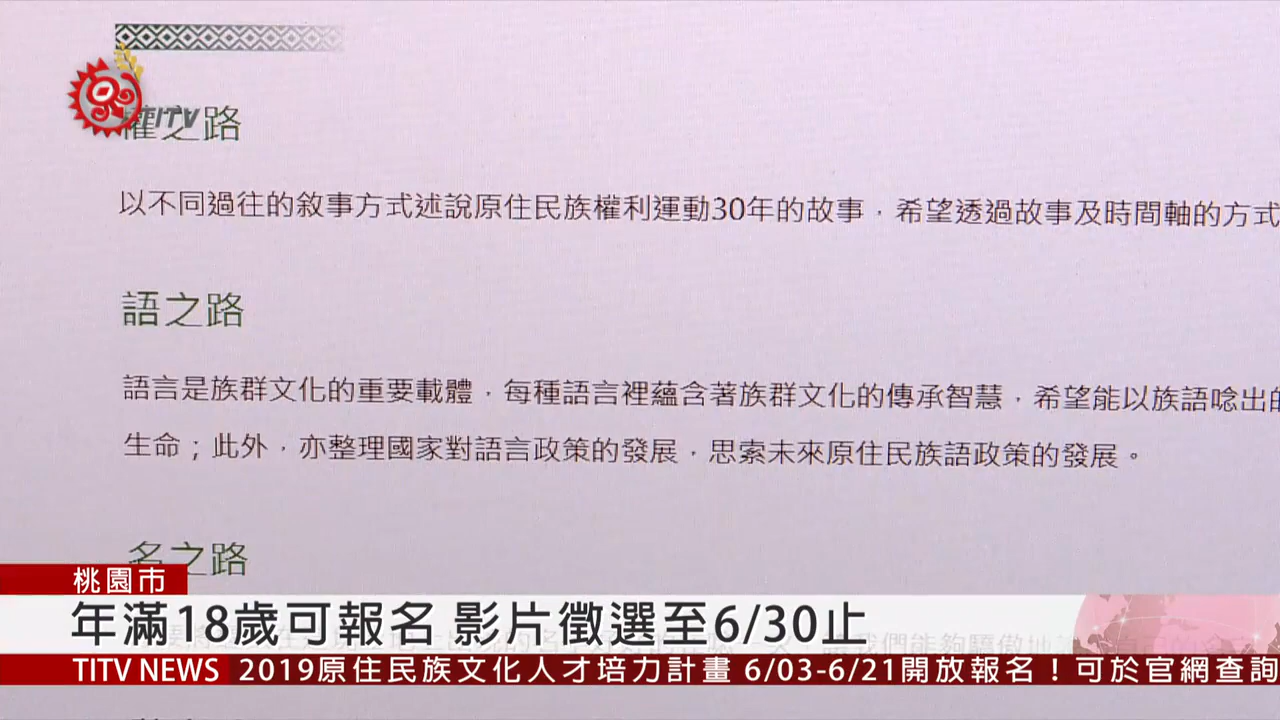 TITV
權之路
以不同過往的敘事方式述說原住民族權利運動30年的故事，希望透過故事及時間軸的方式
語之路
語言是族群文化的重要載體，每種語言裡蘊含著族群文化的傳承智慧，希望能以族語唸出的
生命；此外，亦整理國家對語言政策的發展，思索未來原住民族語政策的發展。
名之路
桃園市
年滿18歲可報名 影片徵選至6/30止
TITV NEWS 2019原住民族文化人才培力計畫 6/03-6/21開放報名！可於官網查詢